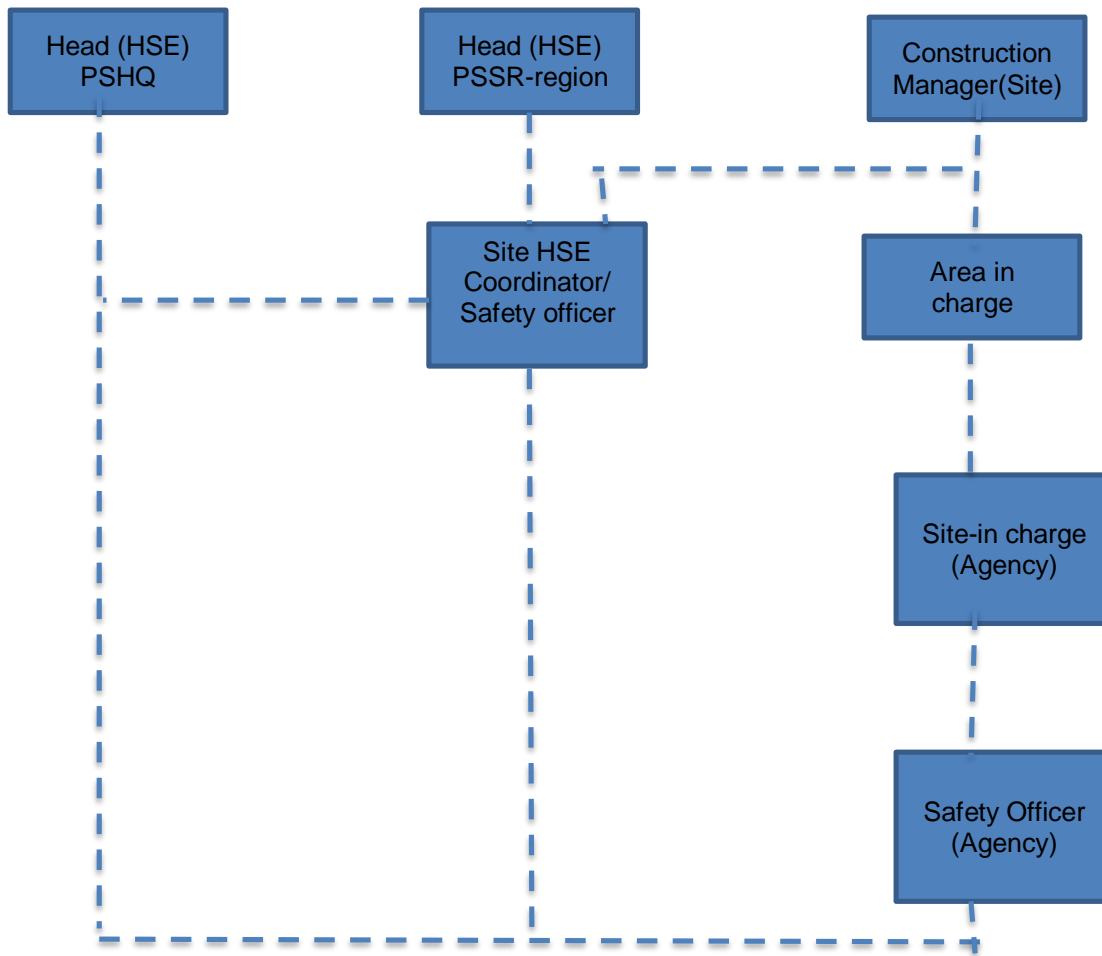 Head (HSE)
PSHQ
Head (HSE)
PSSR-region
Construction
Manager(Site)
Site HSE
Coordinator/
Safety officer
Area in
charge
Site-in charge
(Agency)
Safety Officer
(Agency)